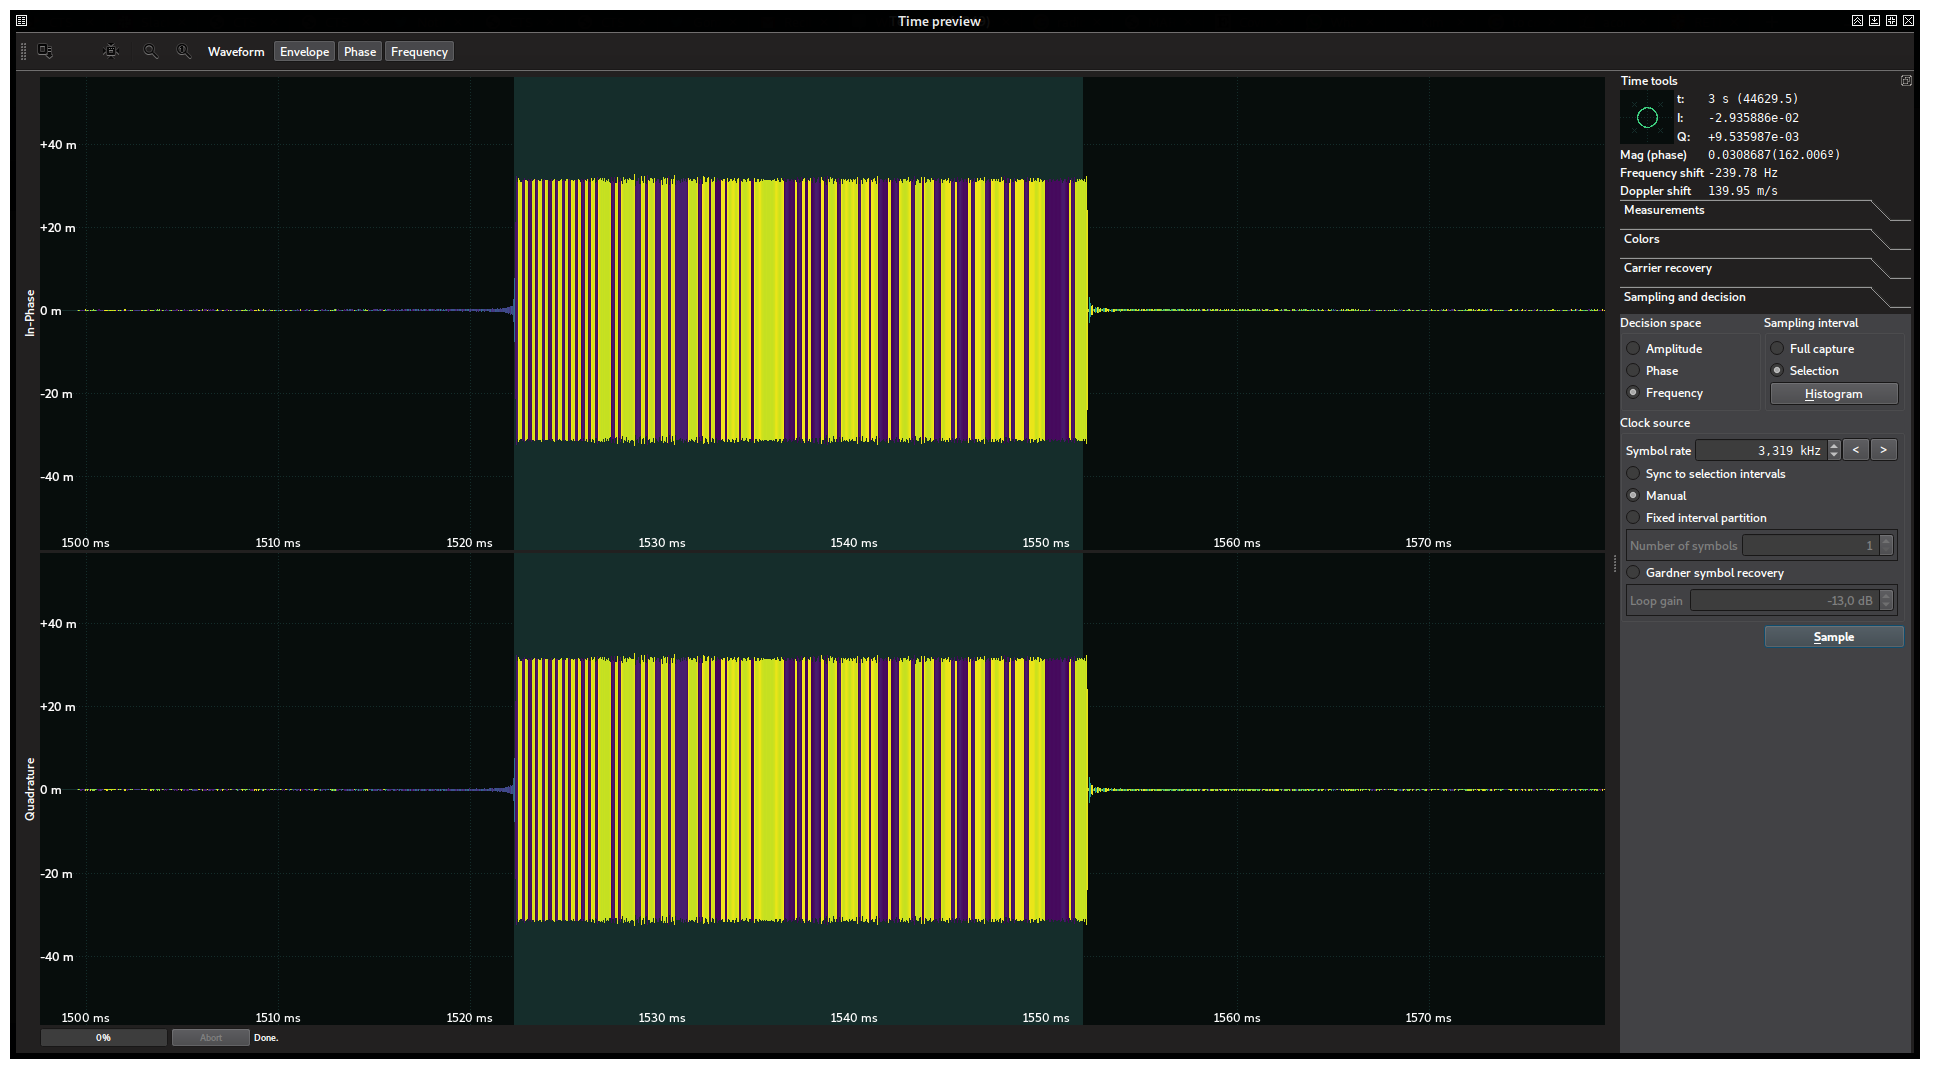 Time preview
Waveform Envelope Phase Frequency
+40 m
+20 m
0 m
-20 m
-40 m
In-Phase
1500 ms 1510 ms 1520 ms 1530 ms 1540 ms 1550 ms 1560 ms 1570 ms
+40 m
+20 m
0 m
-20 m
-40 m
Quadrature
1500 ms 1510 ms 1520 ms 1530 ms 1540 ms 1550 ms 1560 ms 1570 ms
0% Abort Done.
Time tools
t: 3 s (44629.5)
I: -2.935886e-02
Q: +9.535987e-03
Mag (phase) 0.0308687(162.006º)
Frequency shift -239.78 Hz
Doppler shift 139.95 m/s
Measurements
Colors
Carrier recovery
Sampling and decision
Decision space Sampling interval
Amplitude Full capture
Phase Selection
Frequency Histogram
Clock source
Symbol rate 3,319 kHz < >
Sync to selection intervals
Manual
Fixed interval partition
Number of symbols 1
Gardner symbol recovery
Loop gain -13,0 dB
Sample